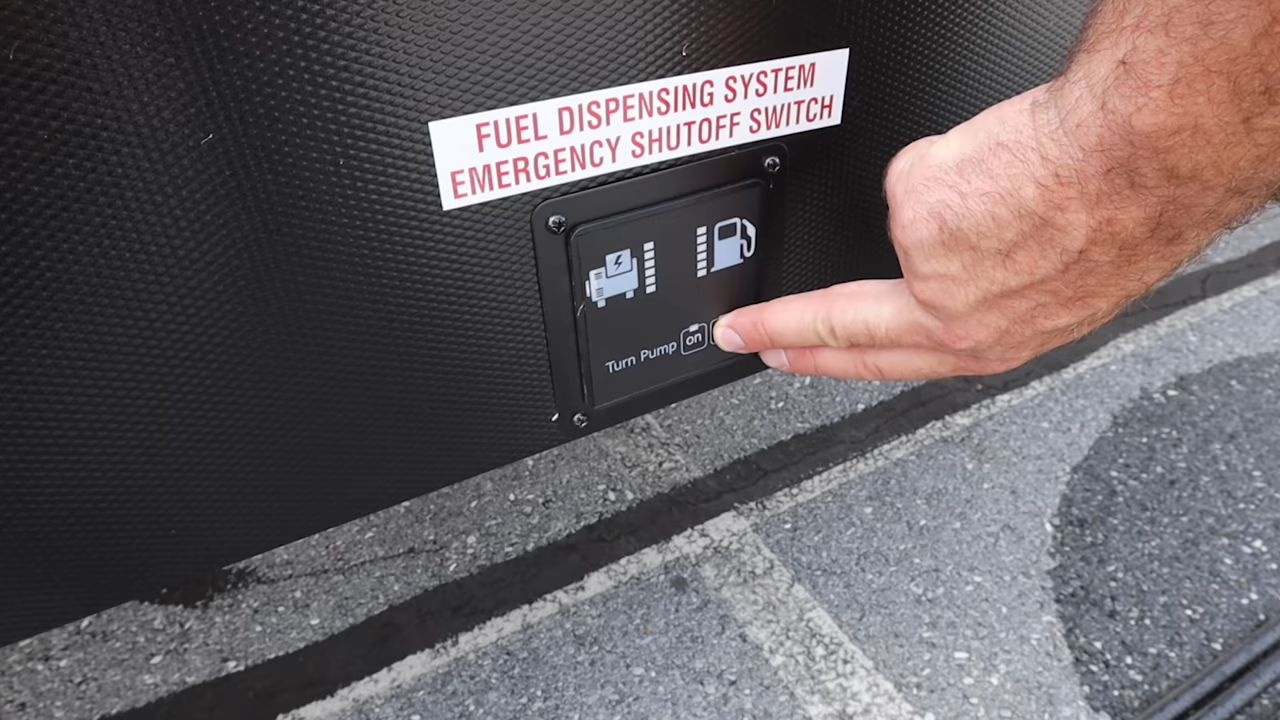 FUEL DISPENSING SYSTEM
EMERGENCY SHUTOFF SWITCH
Turn Pump on